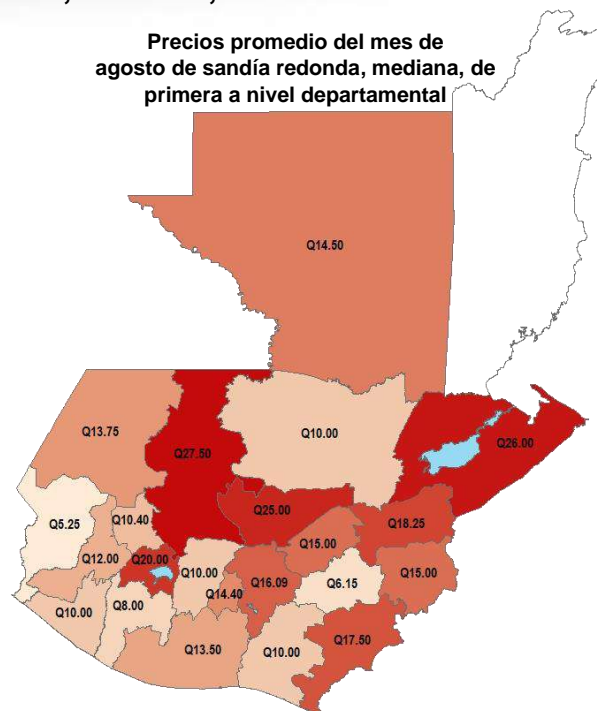 Precios promedio del mes de
agosto de sandía redonda, mediana, de
primera a nivel departamental
Q14.50
Q13.75
Q27.50
Q10.00
Q26.00
Q25.00
Q5.25
Q10.40
Q18.25
Q15.00
Q12.00
Q20.00
Q10.00
Q16.09
Q6.15
Q15.00
Q14.40
Q10.00
Q8.00
Q17.50
Q13.50
Q10.00